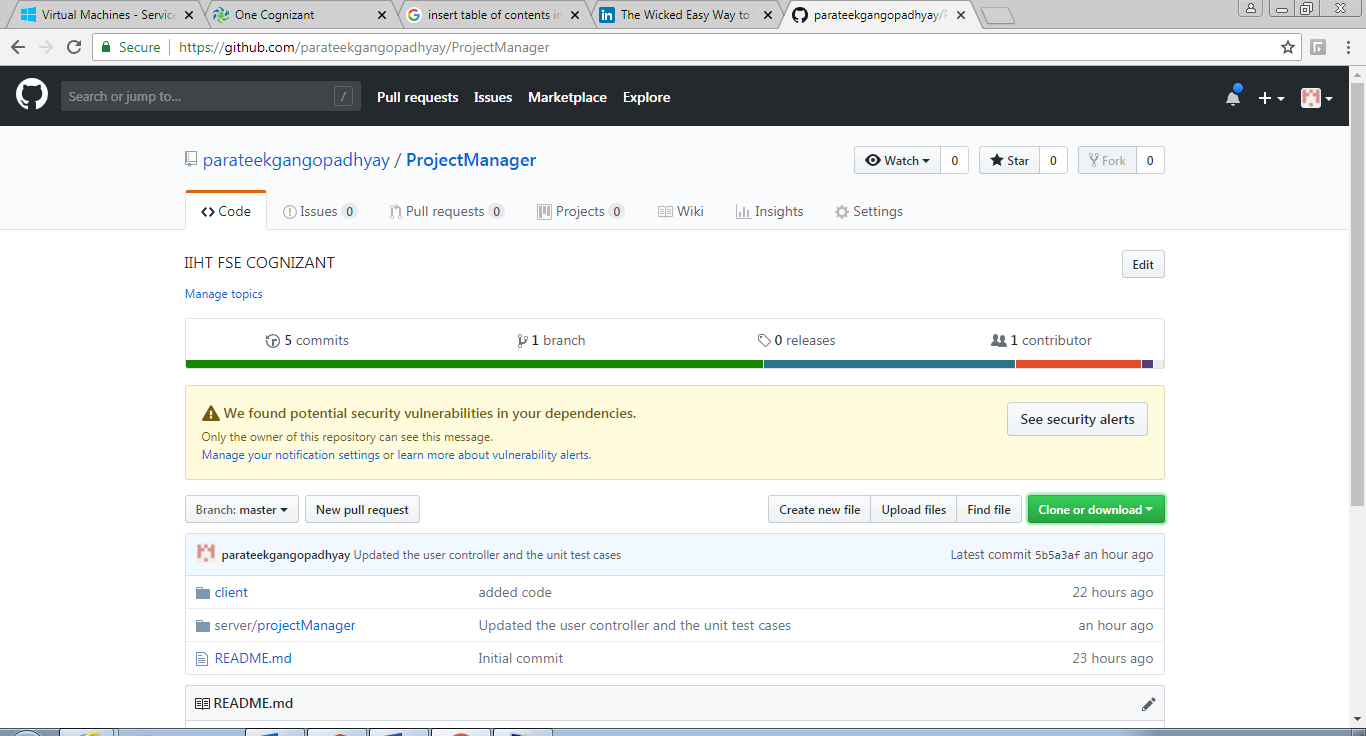 Virtual Machines - Service
One Cognizant
insert table of contents in
The Wicked Easy Way to
parateekgangopadhyay/P
Secure https://github.com/parateekgangopadhyay/ProjectManager
Search or jump to... / Pull requests Issues Marketplace Explore
parateekgangopadhyay / ProjectManager
Watch 0 Star 0 Fork 0
Code Issues 0 Pull requests 0 Projects 0 Wiki Insights Settings
IIHT FSE COGNIZANT
Edit
Manage topics
5 commits 1 branch 0 releases 1 contributor
We found potential security vulnerabilities in your dependencies.
See security alerts
Only the owner of this repository can see this message.
Manage your notification settings or learn more about vulnerability alerts.
Branch: master New pull request Create new file Upload files Find file Clone or download
parateekgangopadhyay Updated the user controller and the unit test cases Latest commit 5b5a3af an hour ago
client added code 22 hours ago
server/projectManager Updated the user controller and the unit test cases an hour ago
README.md Initial commit 23 hours ago
README.md